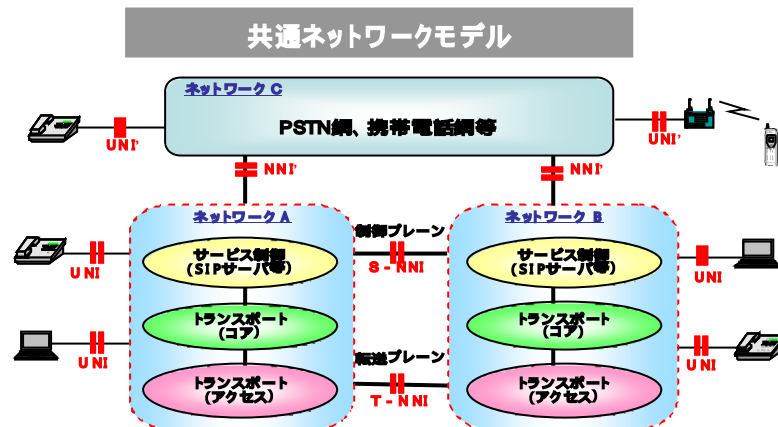 共通ネットワークモデル
ネットワーク C
PSTN網、携帯電話網等
UNI'
UNI'
NNI'
NNI'
ネットワーク A
ネットワーク B
制御プレーン
サービス制御
(SIPサーバ等)
サービス制御
(SIPサーバ等)
UNI
S - NNI
UNI
トランスポート
(コア)
トランスポート
(コア)
UNI
転送プレーン
UNI
トランスポート
(アクセス)
トランスポート
(アクセス)
T - NNI